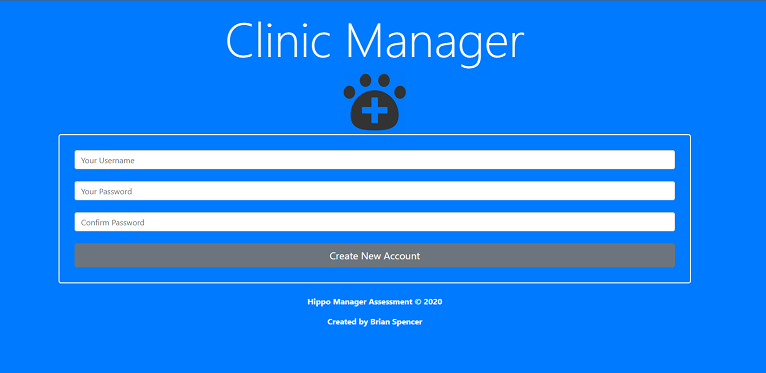 Clinic Manager
Your Username
Your Password
Confirm Password
Create New Account
Hippo Manager Assessment © 2020
Created by Brian Spencer